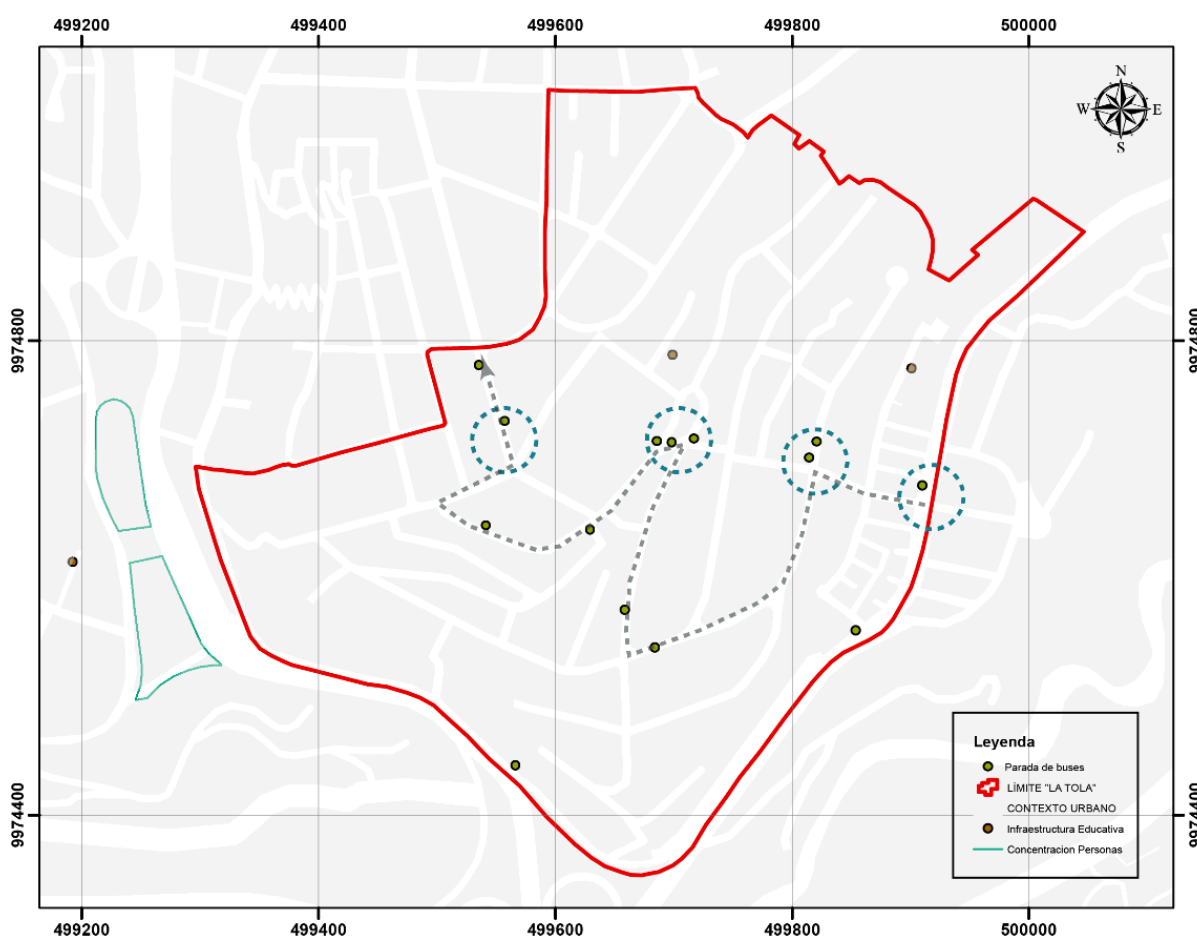 499200 499400 499600 499800 500000
N
W E
S
9974800 9974800
Leyenda
Parada de buses
LÍMITE "LA TOLA"
CONTEXTO URBANO
Infraestructura Educativa
Concentracion Personas
9974400 9974400
499200 499400 499600 499800 500000